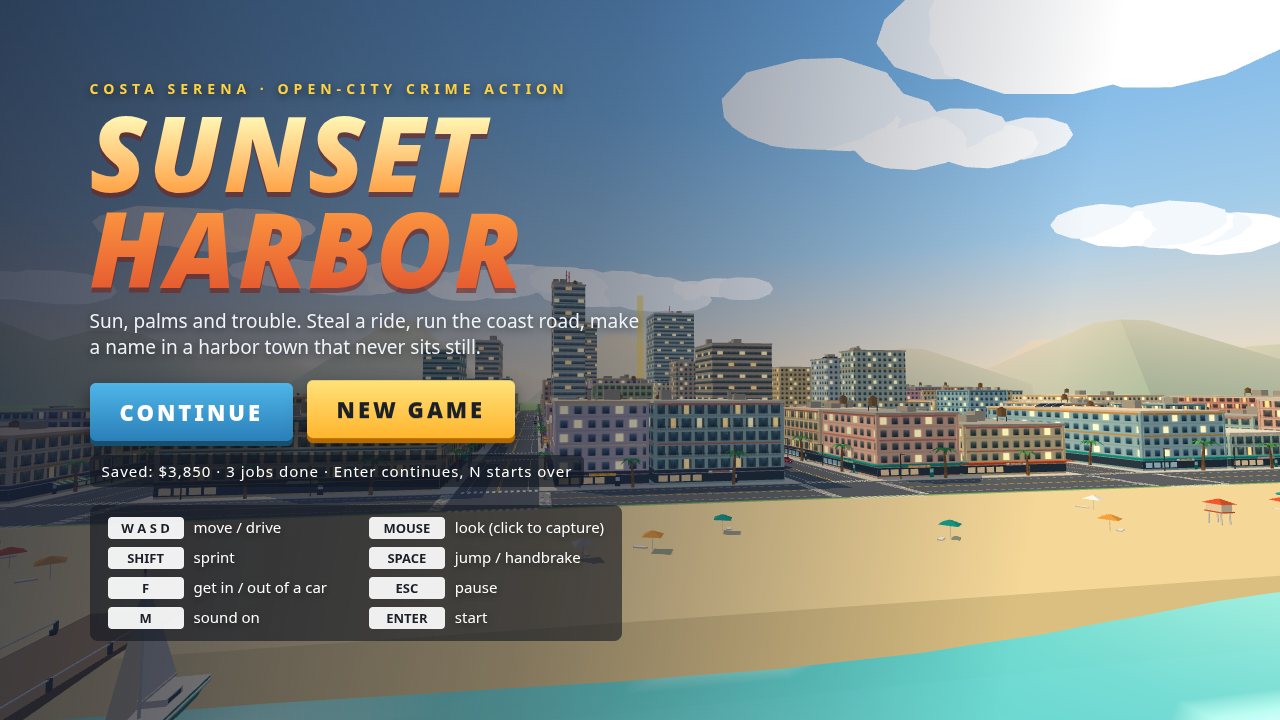 COSTA SERENA · OPEN-CITY CRIME ACTION
SUNSET
HARBOR
Sun, palms and trouble. Steal a ride, run the coast road, make
a name in a harbor town that never sits still.
CONTINUE NEW GAME
Saved: $3,850 · 3 jobs done · Enter continues, N starts over
W A S D move / drive MOUSE look (click to capture)
SHIFT sprint SPACE jump / handbrake
F get in / out of a car ESC pause
M sound on ENTER start